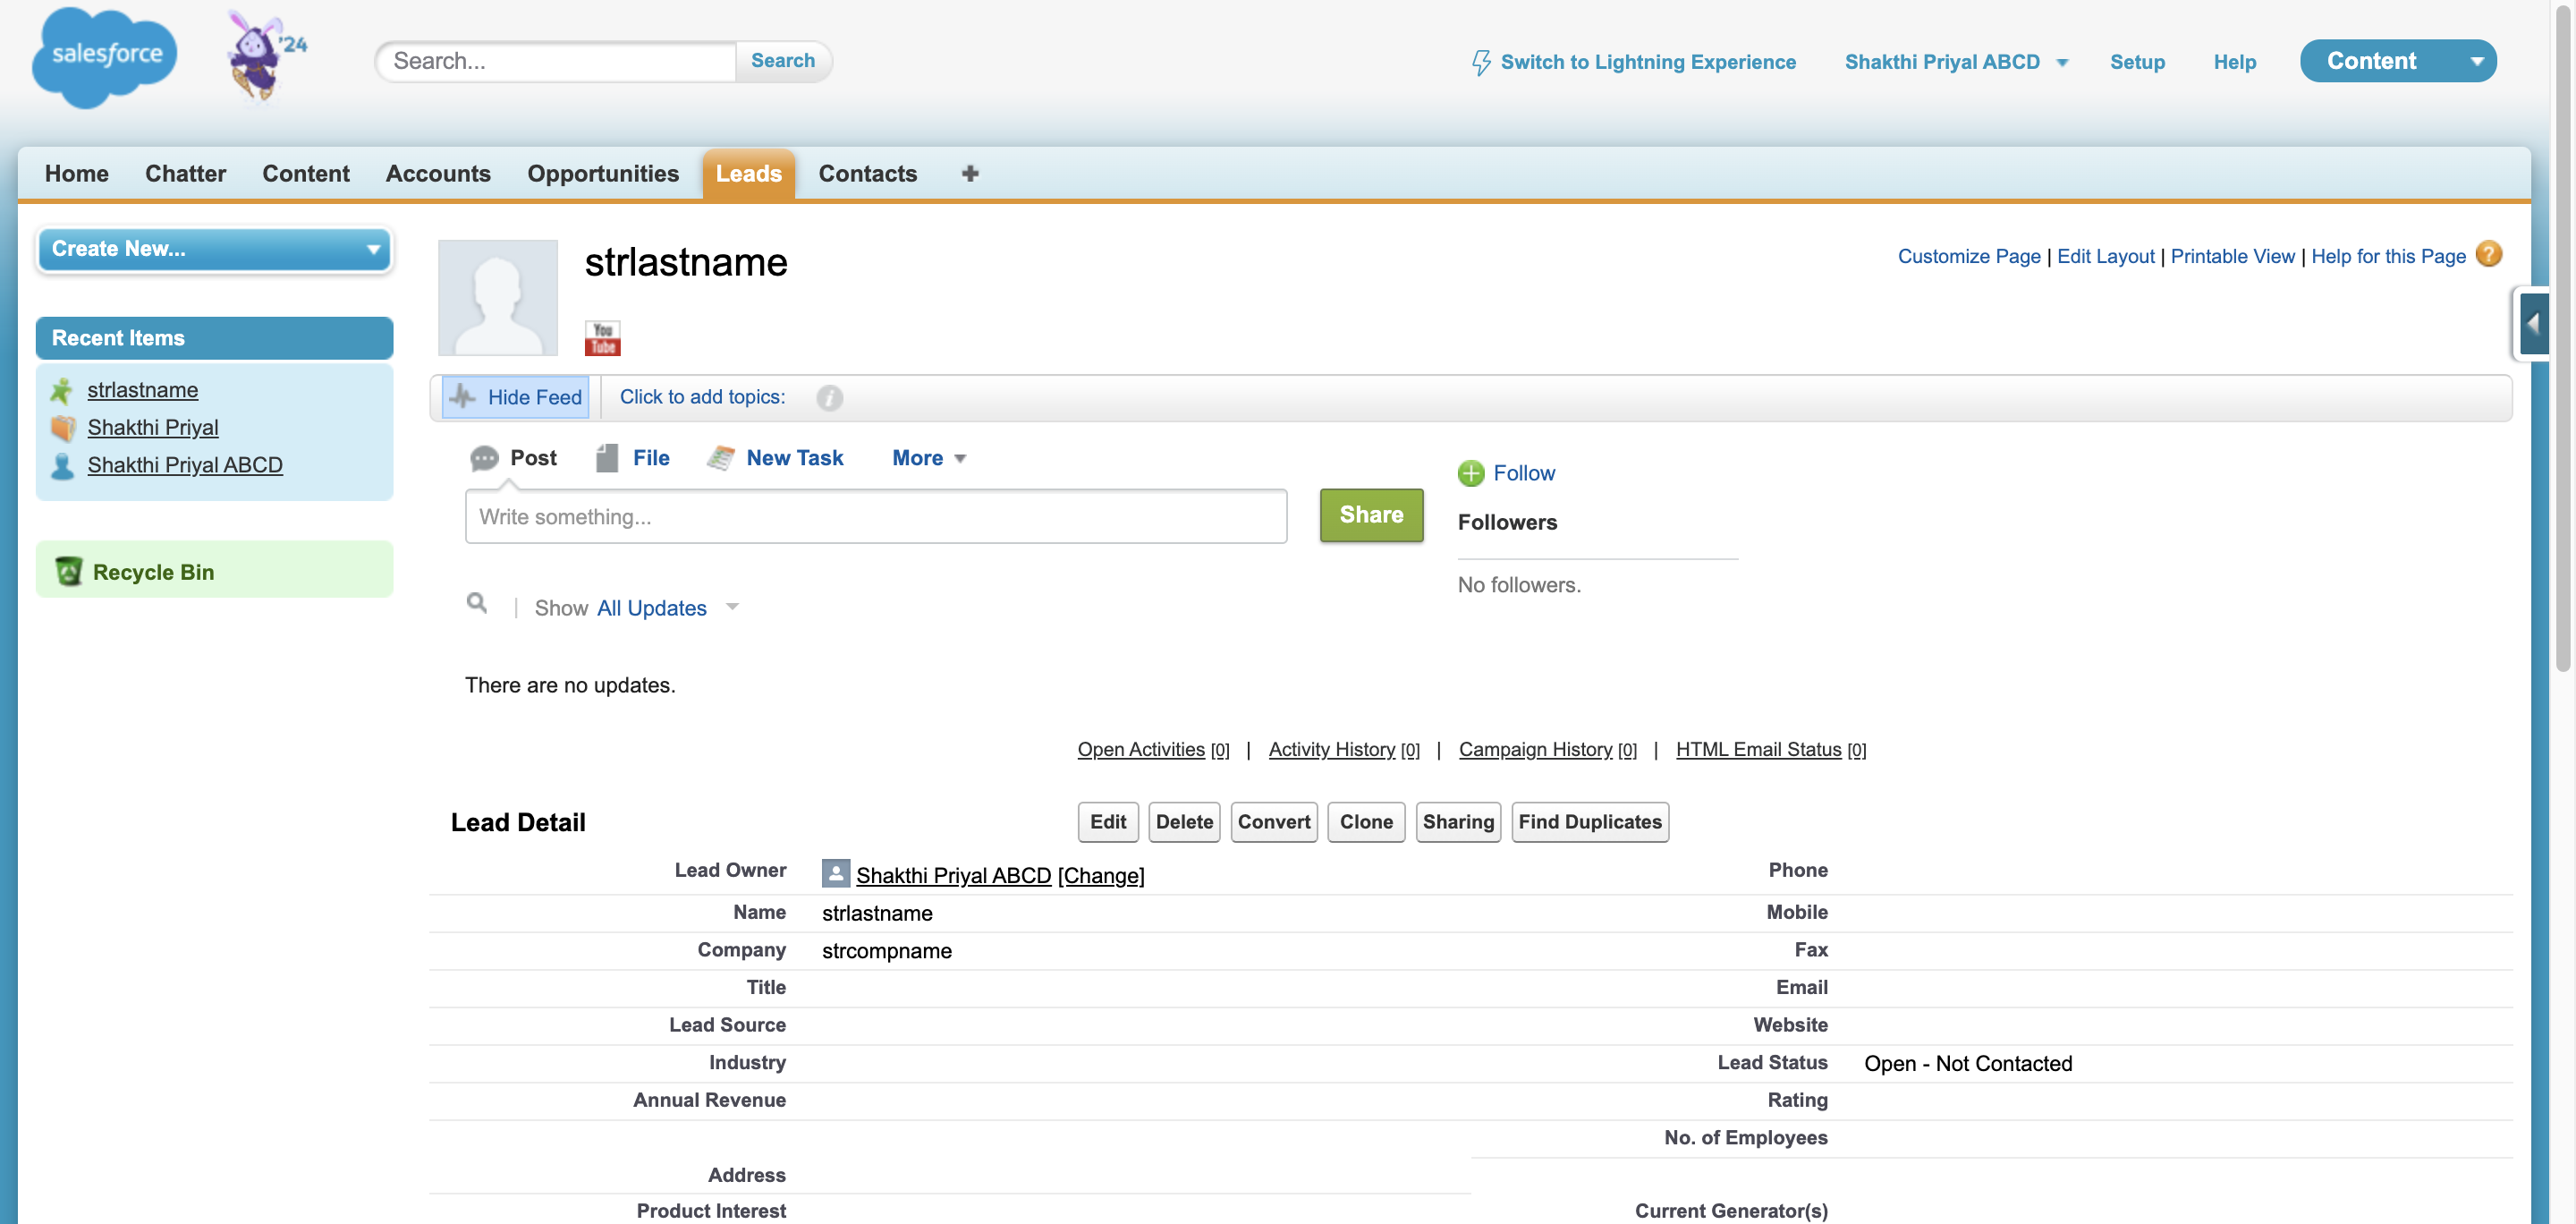 salesforce
'24
Search...
Search
Switch to Lightning Experience
Shakthi Priyal ABCD
Setup
Help
Content
Home
Chatter
Content
Accounts
Opportunities
Leads
Contacts
Create New...
Recent Items
strlastname
Shakthi Priyal
Shakthi Priyal ABCD
Recycle Bin
strlastname
You
Tube
Customize Page | Edit Layout | Printable View | Help for this Page ?
Hide Feed
Click to add topics:
i
Post
File
New Task
More
Write something...
Share
Follow
Followers
No followers.
| Show All Updates
There are no updates.
Open Activities [0] | Activity History [0] | Campaign History [0] | HTML Email Status [0]
Lead Detail
Edit
Delete
Convert
Clone
Sharing
Find Duplicates
Lead Owner Shakthi Priyal ABCD [Change]
Phone
Name strlastname
Mobile
Company strcompname
Fax
Title
Email
Lead Source
Website
Industry
Lead Status Open - Not Contacted
Annual Revenue
Rating
No. of Employees
Address
Product Interest
Current Generator(s)